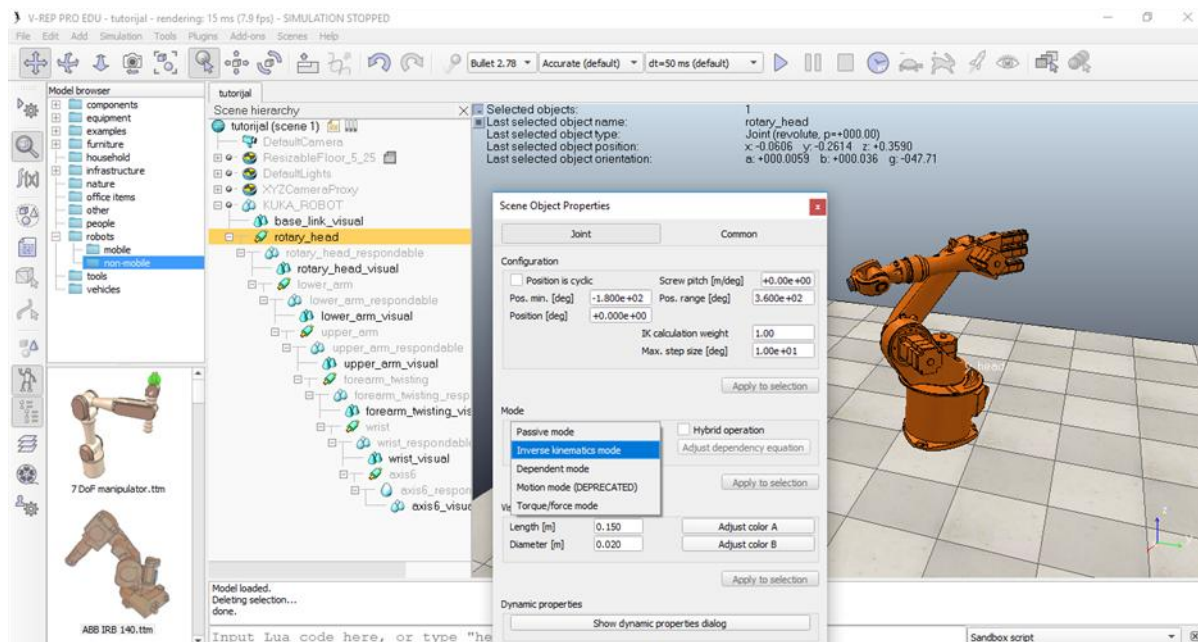 V-REP PRO EDU - tutorijal - rendering: 15 ms (7.9 fps) - SIMULATION STOPPED
File Edit Add Simulation Tools Plugins Add-ons Scenes Help
Bullet 2.78 Accurate (default) dt=50 ms (default)
Model browser
components
equipment
examples
furniture
household
infrastructure
nature
office items
other
people
robots
mobile
non-mobile
tools
vehicles
7 DoF manipulator.ttm
ABB IRB 140.ttm
tutorijal
Scene hierarchy
tutorijal (scene 1)
DefaultCamera
ResizableFloor_5_25
DefaultLights
XYZCameraProxy
KUKA_ROBOT
base_link_visual
rotary_head
rotary_head_respondable
rotary_head_visual
lower_arm
lower_arm_respondable
lower_arm_visual
upper_arm
upper_arm_respondable
upper_arm_visual
forearm_twisting
forearm_twisting_resp
forearm_twisting_vis
wrist
wrist_respondabl
wrist_visual
axis6
axis6_respon
axis6_visua
Selected objects: 1
Last selected object name: rotary_head
Last selected object type: Joint (revolute, p=+000.00)
Last selected object position: x: -0.0606 y: -0.2614 z: +0.3590
Last selected object orientation: a: +000.0059 b: +000.036 g: -047.71
Scene Object Properties
Joint Common
Configuration
Position is cyclic Screw pitch [m/deg] +0.00e+00
Pos. min. [deg] -1.800e+02 Pos. range [deg] 3.600e+02
Position [deg] +0.000e+00
IK calculation weight 1.00
Max. step size [deg] 1.00e+01
Apply to selection
Mode
Passive mode
Inverse kinematics mode
Dependent mode
Motion mode (DEPRECATED)
Torque/force mode
Hybrid operation
Adjust dependency equation
Apply to selection
Length [m] 0.150 Adjust color A
Diameter [m] 0.020 Adjust color B
Apply to selection
Dynamic properties
Show dynamic properties dialog
z
Model loaded.
Deleting selection...
done.
Input Lua code here, or type "he
Sandbox script